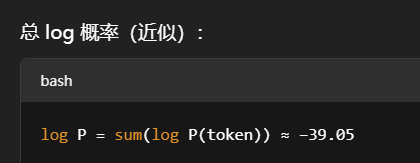 总 log 概率（近似）：
bash
log P = sum(log P(token)) ≈ −39.05